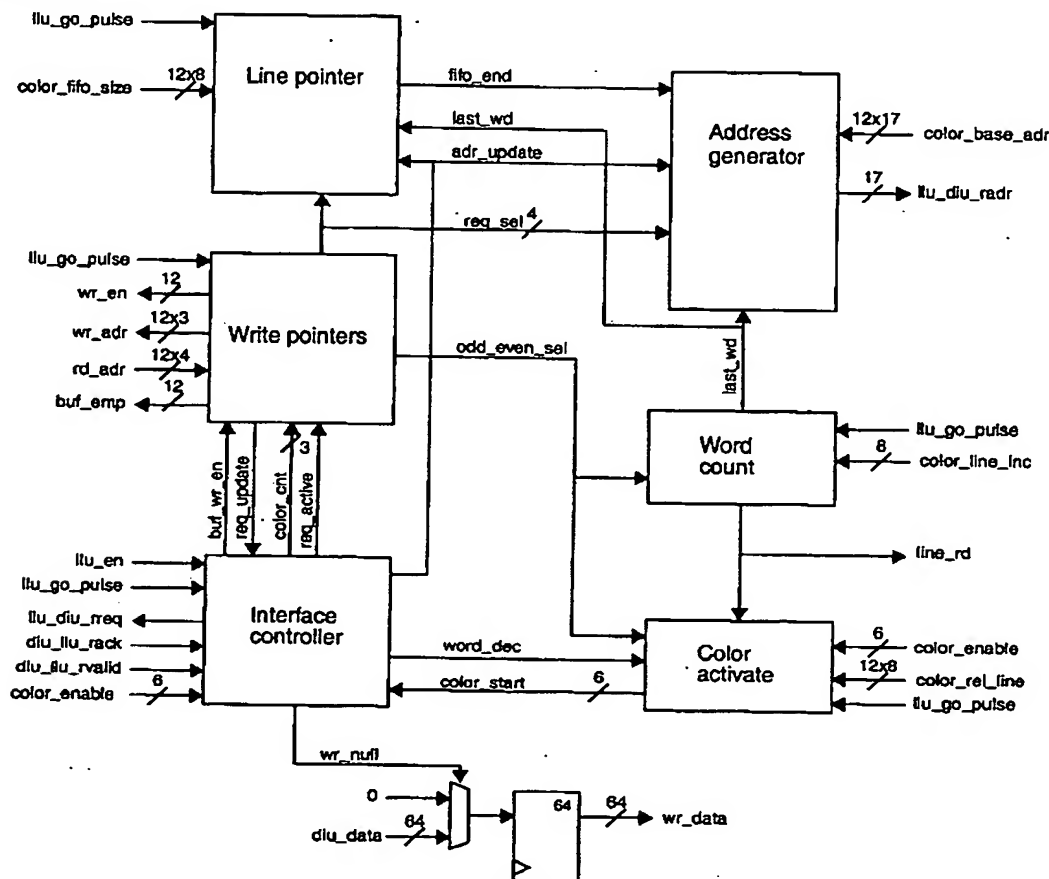 llu_go_pulse
color_fifo_size
12x8
Line pointer
fifo_end
last_wd
adr_update
req_sel
4
Address
generator
12x17
color_base_adr
17
llu_diu_radr
llu_go_pulse
wr_en
12
wr_adr
12x3
rd_adr
12x4
buf_emp
12
Write pointers
odd_even_sel
last_wd
Word
count
llu_go_pulse
8
color_line_inc
buf_wr_en
req_update
color_cnt
3
req_active
line_rd
llu_en
llu_go_pulse
llu_diu_rreq
diu_llu_rack
diu_llu_rvalid
color_enable
6
Interface
controller
word_dec
color_start
6
Color
activate
6
color_enable
12x8
color_rel_line
llu_go_pulse
wr_null
0
diu_data
64
64
64
wr_data